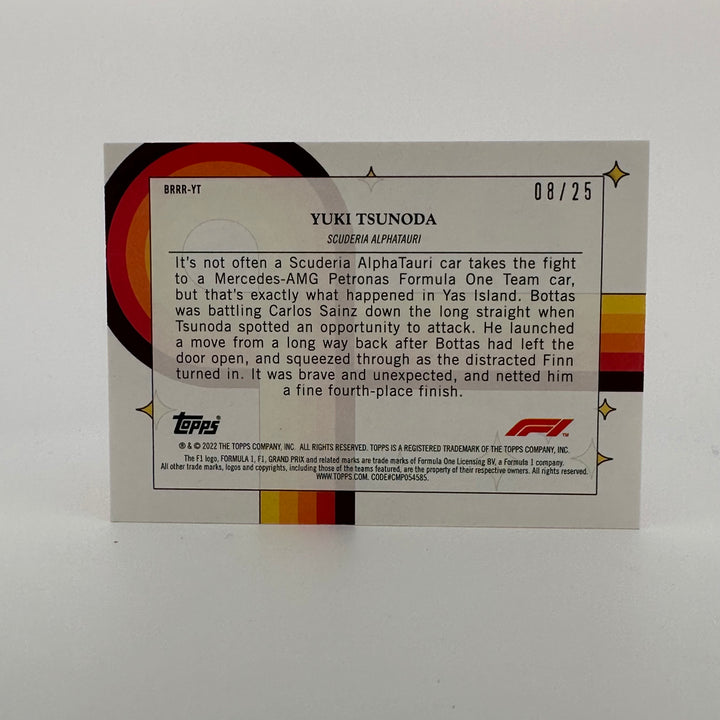 BRRR-YT
08/25
YUKI TSUNODA
SCUDERIA ALPHATAURI
It's not often a Scuderia AlphaTauri car takes the fight
to a Mercedes-AMG Petronas Formula One Team car,
but that's exactly what happened in Yas Island. Bottas
was battling Carlos Sainz down the long straight when
Tsunoda spotted an opportunity to attack. He launched
a move from a long way back after Bottas had left the
door open, and squeezed through as the distracted Finn
turned in. It was brave and unexpected, and netted him
a fine fourth-place finish.
Topps®
F1™
® & © 2022 THE TOPPS COMPANY, INC. ALL RIGHTS RESERVED. TOPPS IS A REGISTERED TRADEMARK OF THE TOPPS COMPANY, INC.
The F1 logo, FORMULA 1, F1, GRAND PRIX and related marks are trade marks of Formula One Licensing BV, a Formula 1 company.
All other trade marks, logos and copyrights, including those of the teams featured, are the property of their respective owners. All rights reserved.
WWW.TOPPS.COM. CODE#CMP054585.